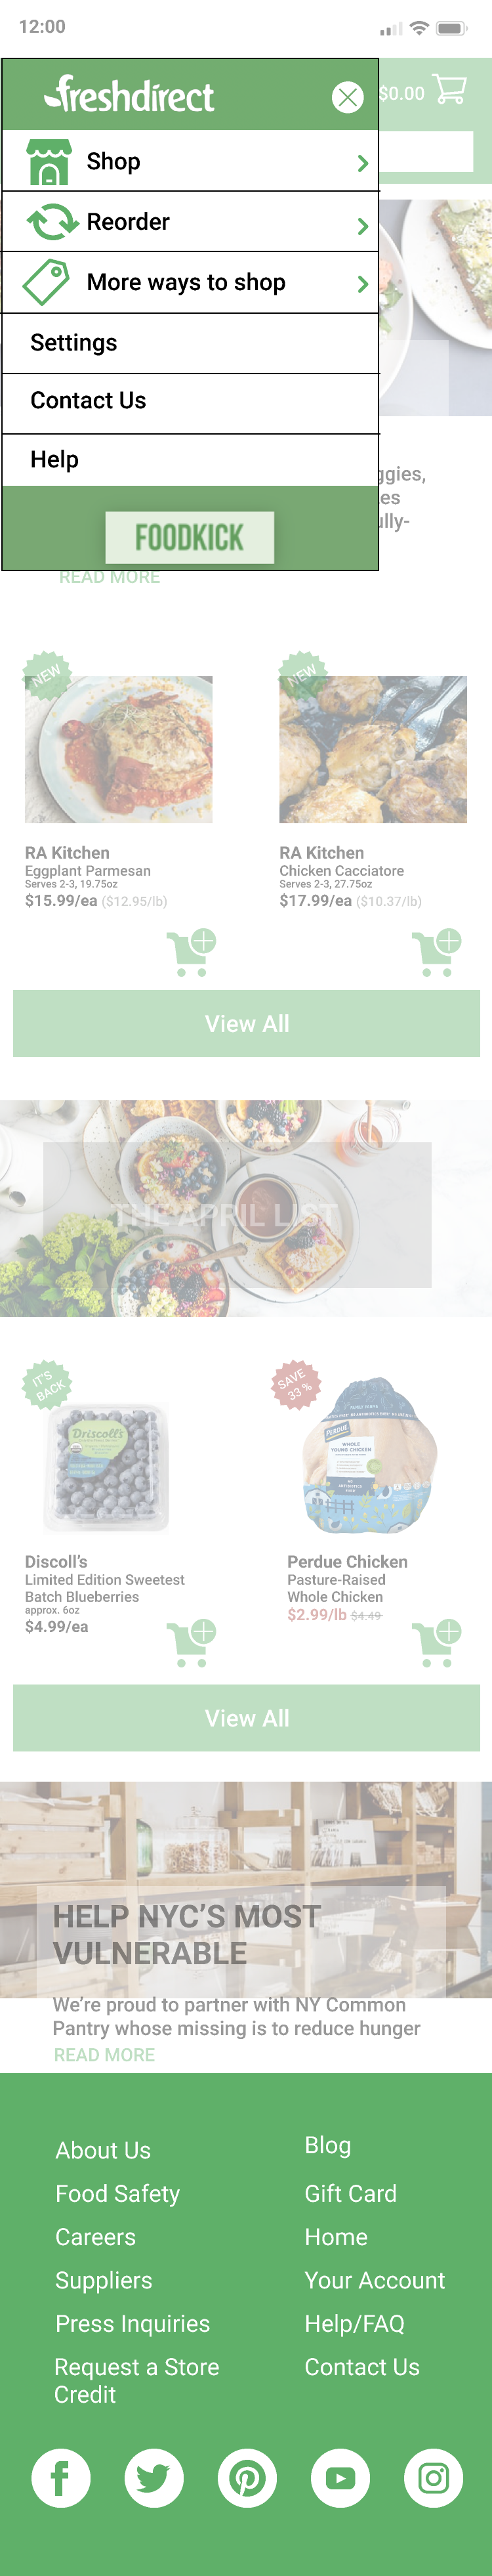 12:00
freshdirect
$0.00
Shop
Reorder
More ways to shop
Settings
Contact Us
Help
FOODKICK
READ MORE
NEW
NEW
RA Kitchen
Eggplant Parmesan
Serves 2-3, 19.75oz
$15.99/ea ($12.95/lb)
RA Kitchen
Chicken Cacciatore
Serves 2-3, 27.75oz
$17.99/ea ($10.37/lb)
View All
THE APRIL LIST
IT'S
BACK
SAVE
33 %
Driscoll's
PERDUE
WHOLE
YOUNG CHICKEN
Discoll's
Limited Edition Sweetest
Batch Blueberries
approx. 6oz
$4.99/ea
Perdue Chicken
Pasture-Raised
Whole Chicken
$2.99/lb $4.49
View All
HELP NYC'S MOST
VULNERABLE
We're proud to partner with NY Common
Pantry whose missing is to reduce hunger
READ MORE
About Us
Food Safety
Careers
Suppliers
Press Inquiries
Request a Store
Credit
Blog
Gift Card
Home
Your Account
Help/FAQ
Contact Us